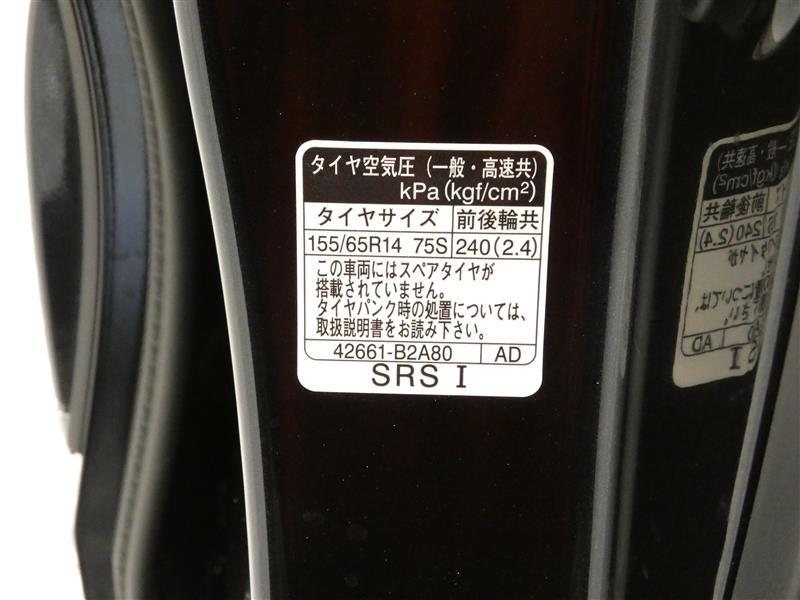 タイヤ空気圧（一般・高速共）
kPa(kgf/cm²)
タイヤサイズ 前後輪共
155/65R14 75S 240(2.4)
この車両にはスペアタイヤが
搭載されていません。
タイヤパンク時の処置については、
取扱説明書をお読み下さい。
42661-B2A80 AD
SRS I